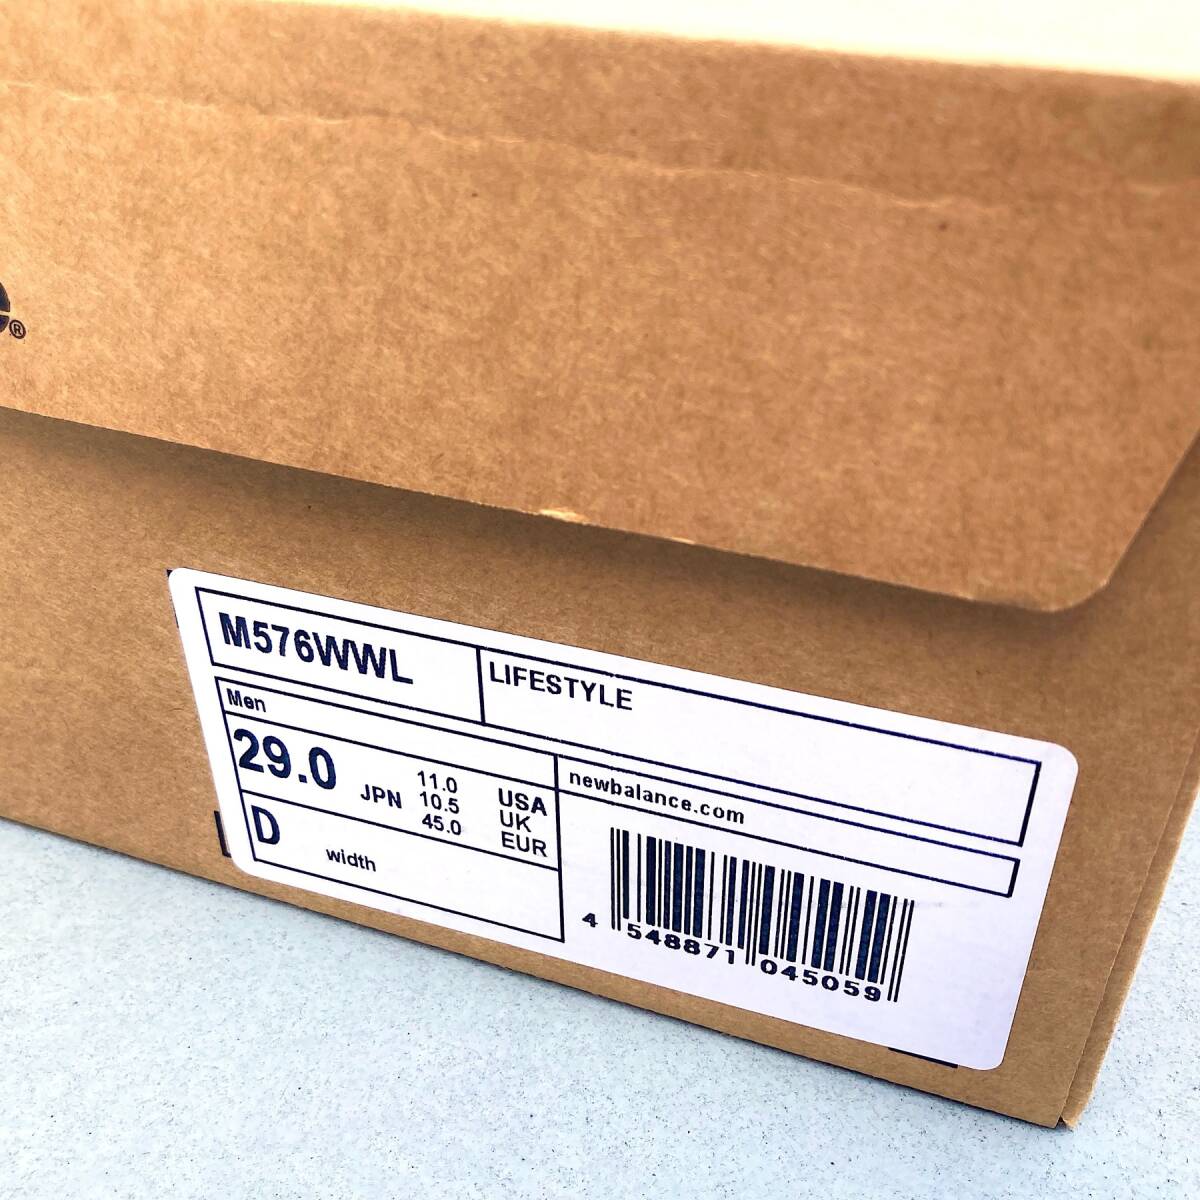 e®
M576WWL
LIFESTYLE
Men
29.0 JPN
11.0 USA
10.5 UK
45.0 EUR
D width
newbalance.com
4 548871 045059